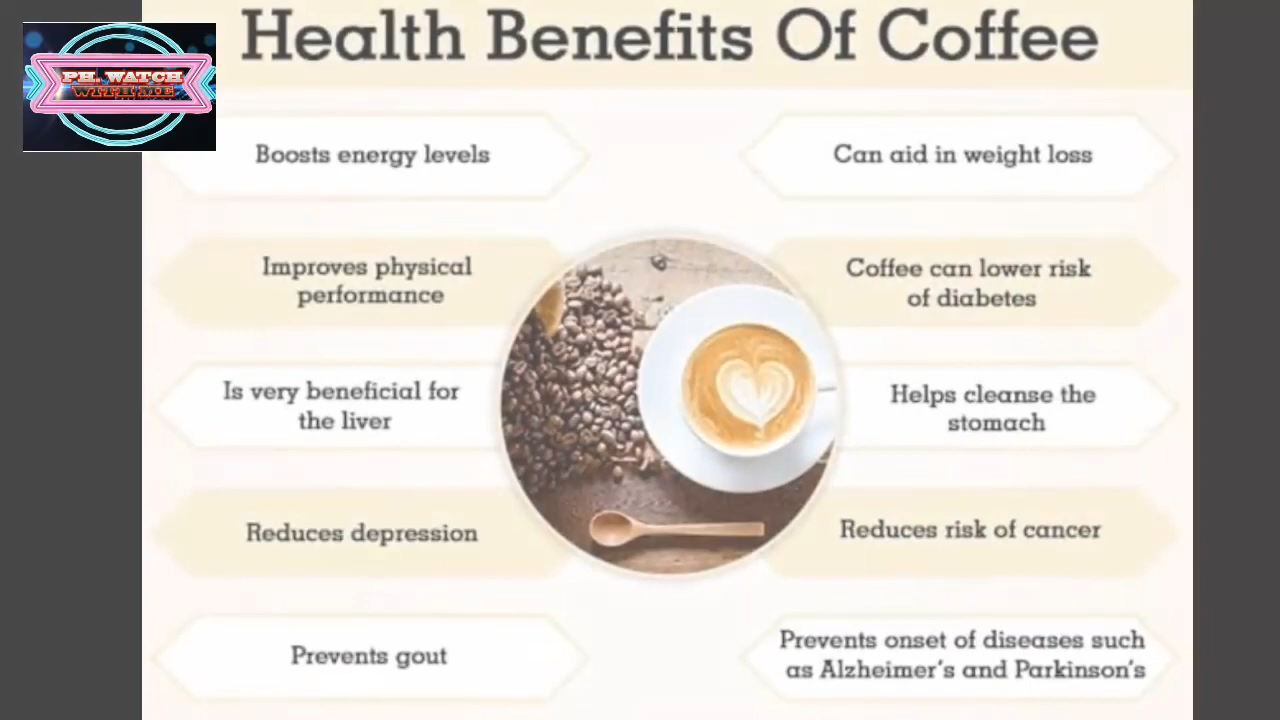 Health Benefits Of Coffee
PH. WATCH
WITH ME
Boosts energy levels
Can aid in weight loss
Improves physical
performance
Coffee can lower risk
of diabetes
Is very beneficial for
the liver
Helps cleanse the
stomach
Reduces depression
Reduces risk of cancer
Prevents gout
Prevents onset of diseases such
as Alzheimer's and Parkinson's